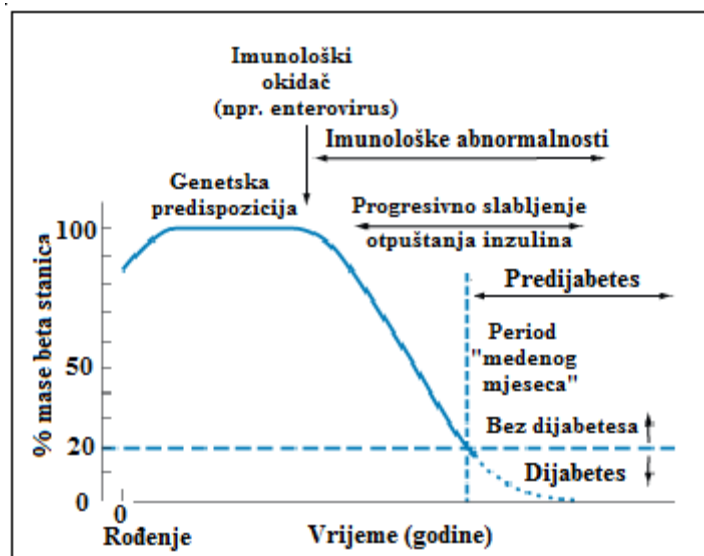 Imunološki
okidač
(npr. enterovirus)
Imunološke abnormalnosti
Genetska
predispozicija
Progresivno slabljenje
otpuštanja inzulina
100
Predijabetes
Period
"medenog
mjeseca"
50
Bez dijabetesa
20
Dijabetes
0
% mase beta stanica
0
Rođenje
Vrijeme (godine)